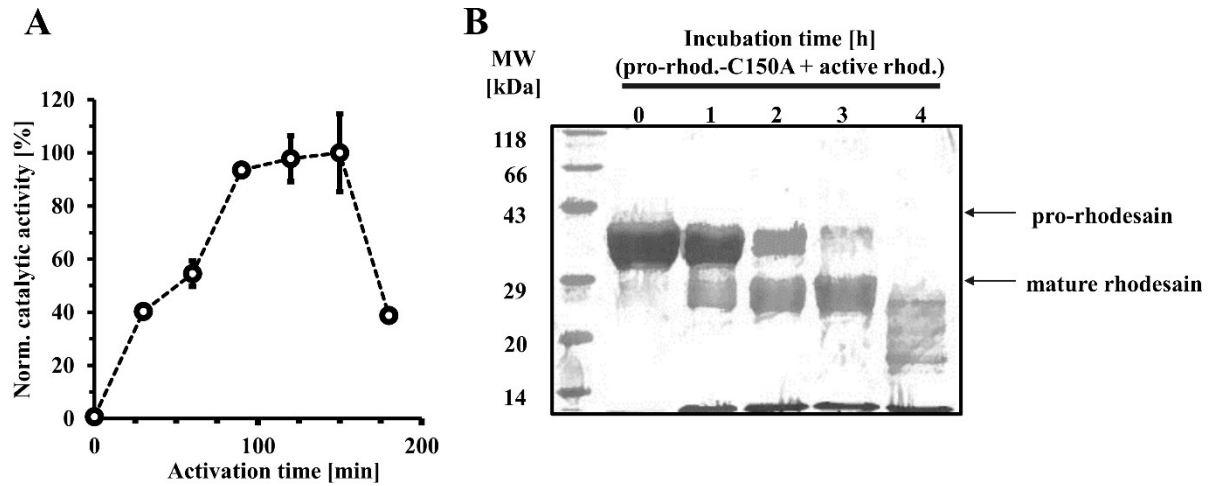 A
Norm. catalytic activity [%]
120
100
80
60
40
20
0
0
100
200
Activation time [min]
B
Incubation time [h]
(pro-rhod.-C150A + active rhod.)
MW
[kDa]
0 1 2 3 4
118
66
43
29
20
14
pro-rhodesain
mature rhodesain